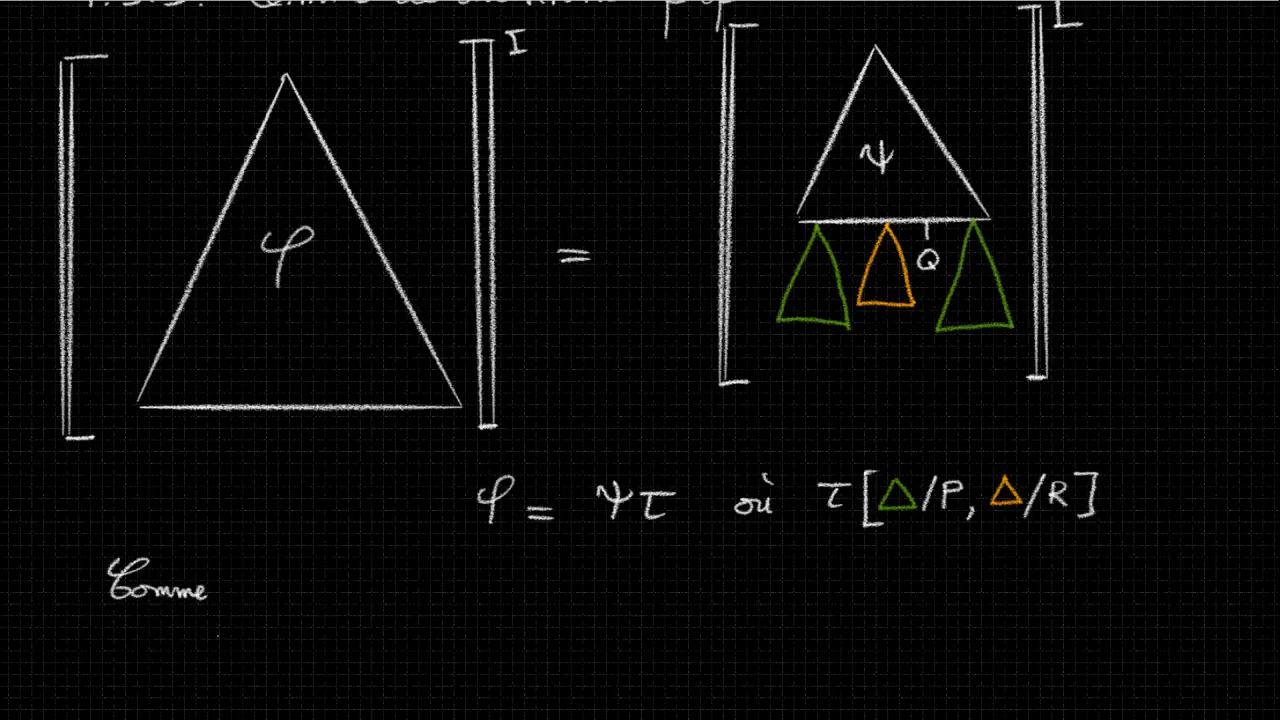 I I
φ = ψ
Q
φ = ψτ où τ[△/P, △/R]
Comme